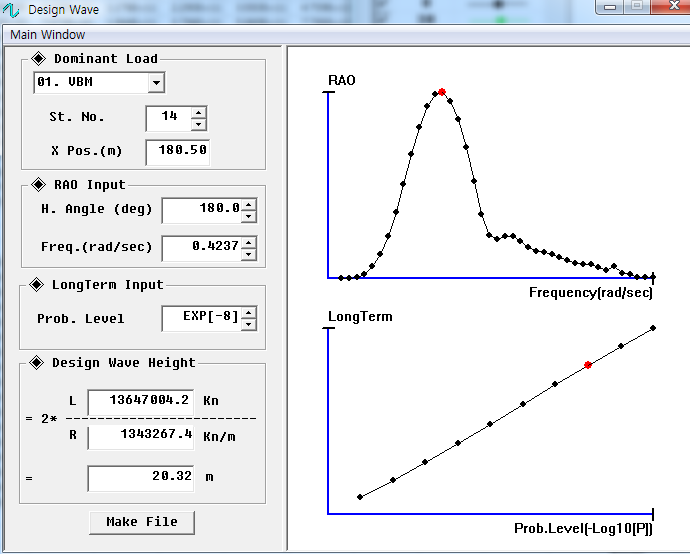 Design Wave
Main Window
Dominant Load
01. VBM
St. No. 14
X Pos.(m) 180.50
RAO Input
H. Angle (deg) 180.0
Freq.(rad/sec) 0.4237
LongTerm Input
Prob. Level EXP[-8]
Design Wave Height
L 13647004.2 Kn
= 2*
R 1343267.4 Kn/m
= 20.32 m
Make File
RAO
Frequency(rad/sec)
LongTerm
Prob.Level(-Log10[P])